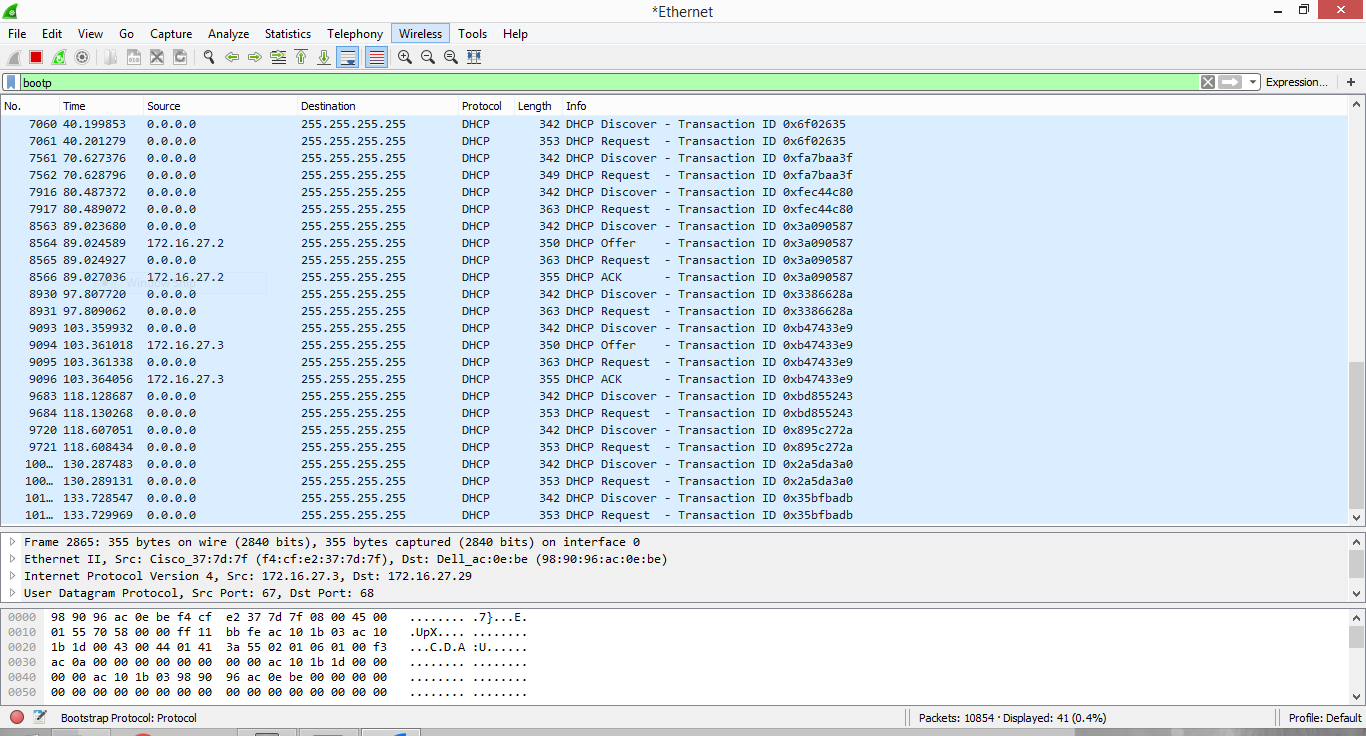 *Ethernet
File Edit View Go Capture Analyze Statistics Telephony Wireless Tools Help
bootp
Expression... +
No. Time Source Destination Protocol Length Info
7060 40.199853 0.0.0.0 255.255.255.255 DHCP 342 DHCP Discover - Transaction ID 0x6f02635
7061 40.201279 0.0.0.0 255.255.255.255 DHCP 353 DHCP Request - Transaction ID 0x6f02635
7561 70.627376 0.0.0.0 255.255.255.255 DHCP 342 DHCP Discover - Transaction ID 0xfa7baa3f
7562 70.628796 0.0.0.0 255.255.255.255 DHCP 349 DHCP Request - Transaction ID 0xfa7baa3f
7916 80.487372 0.0.0.0 255.255.255.255 DHCP 342 DHCP Discover - Transaction ID 0xfec44c80
7917 80.489072 0.0.0.0 255.255.255.255 DHCP 363 DHCP Request - Transaction ID 0xfec44c80
8563 89.023680 0.0.0.0 255.255.255.255 DHCP 342 DHCP Discover - Transaction ID 0x3a090587
8564 89.024589 172.16.27.2 255.255.255.255 DHCP 350 DHCP Offer - Transaction ID 0x3a090587
8565 89.024927 0.0.0.0 255.255.255.255 DHCP 363 DHCP Request - Transaction ID 0x3a090587
8566 89.027036 172.16.27.2 255.255.255.255 DHCP 355 DHCP ACK - Transaction ID 0x3a090587
8930 97.807720 0.0.0.0 255.255.255.255 DHCP 342 DHCP Discover - Transaction ID 0x3386628a
8931 97.809062 0.0.0.0 255.255.255.255 DHCP 363 DHCP Request - Transaction ID 0x3386628a
9093 103.359932 0.0.0.0 255.255.255.255 DHCP 342 DHCP Discover - Transaction ID 0xb47433e9
9094 103.361018 172.16.27.3 255.255.255.255 DHCP 350 DHCP Offer - Transaction ID 0xb47433e9
9095 103.361338 0.0.0.0 255.255.255.255 DHCP 363 DHCP Request - Transaction ID 0xb47433e9
9096 103.364056 172.16.27.3 255.255.255.255 DHCP 355 DHCP ACK - Transaction ID 0xb47433e9
9683 118.128687 0.0.0.0 255.255.255.255 DHCP 342 DHCP Discover - Transaction ID 0xbd855243
9684 118.130268 0.0.0.0 255.255.255.255 DHCP 353 DHCP Request - Transaction ID 0xbd855243
9720 118.607051 0.0.0.0 255.255.255.255 DHCP 342 DHCP Discover - Transaction ID 0x895c272a
9721 118.608434 0.0.0.0 255.255.255.255 DHCP 353 DHCP Request - Transaction ID 0x895c272a
100… 130.287483 0.0.0.0 255.255.255.255 DHCP 342 DHCP Discover - Transaction ID 0x2a5da3a0
100… 130.289131 0.0.0.0 255.255.255.255 DHCP 353 DHCP Request - Transaction ID 0x2a5da3a0
101… 133.728547 0.0.0.0 255.255.255.255 DHCP 342 DHCP Discover - Transaction ID 0x35bfbadb
101… 133.729969 0.0.0.0 255.255.255.255 DHCP 353 DHCP Request - Transaction ID 0x35bfbadb
Frame 2865: 355 bytes on wire (2840 bits), 355 bytes captured (2840 bits) on interface 0
Ethernet II, Src: Cisco_37:7d:7f (f4:cf:e2:37:7d:7f), Dst: Dell_ac:0e:be (98:90:96:ac:0e:be)
Internet Protocol Version 4, Src: 172.16.27.3, Dst: 172.16.27.29
User Datagram Protocol, Src Port: 67, Dst Port: 68
0000 98 90 96 ac 0e be f4 cf e2 37 7d 7f 08 00 45 00 ........ .7}...E.
0010 01 55 70 58 00 00 ff 11 bb fe ac 10 1b 03 ac 10 .UpX.... ........
0020 1b 1d 00 43 00 44 01 41 3a 55 02 01 06 01 00 f3 ...C.D.A :U......
0030 ac 0a 00 00 00 00 00 00 00 00 ac 10 1b 1d 00 00 ........ ........
0040 00 00 ac 10 1b 03 98 90 96 ac 0e be 00 00 00 00 ........ ........
0050 00 00 00 00 00 00 00 00 00 00 00 00 00 00 00 00 ........ ........
Bootstrap Protocol: Protocol
Packets: 10854 · Displayed: 41 (0.4%)
Profile: Default